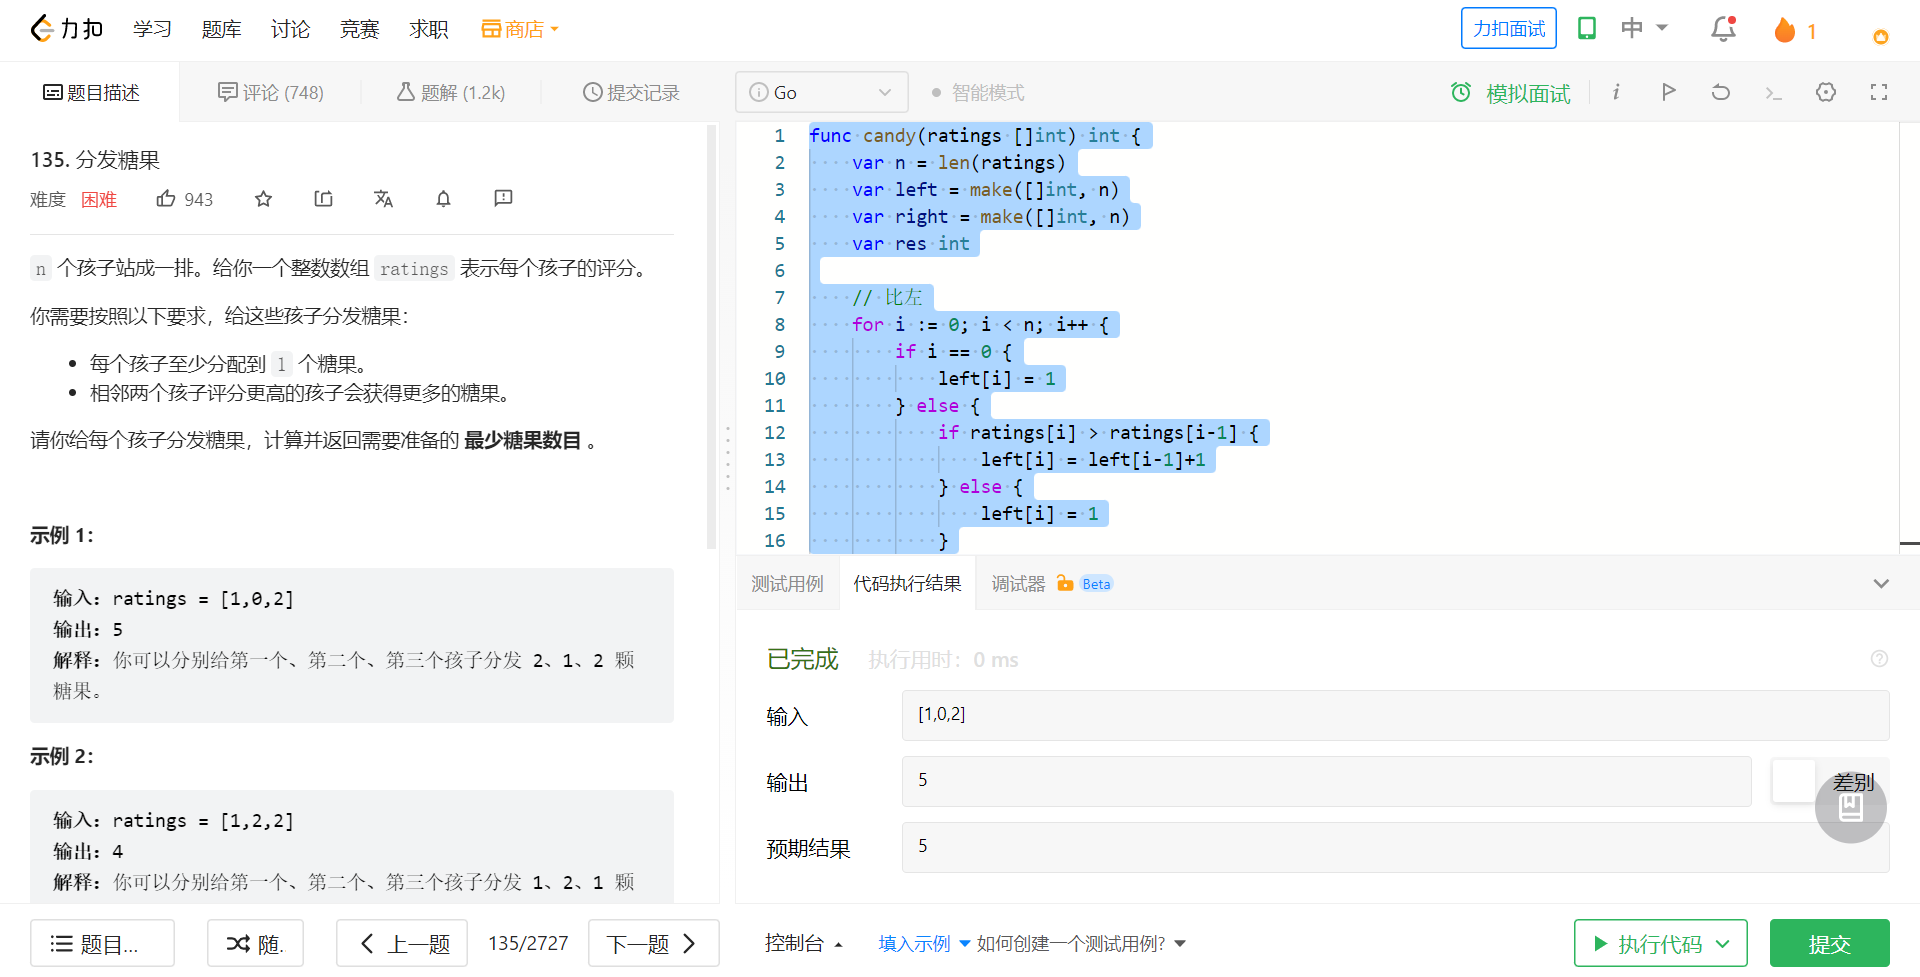 力扣 学习 题库 讨论 竞赛 求职 商店 力扣面试 中 1
题目描述 评论 (748) 题解 (1.2k) 提交记录 Go 智能模式 模拟面试
135. 分发糖果
难度 困难 943
n 个孩子站成一排。给你一个整数数组 ratings 表示每个孩子的评分。
你需要按照以下要求，给这些孩子分发糖果：
每个孩子至少分配到 1 个糖果。
相邻两个孩子评分更高的孩子会获得更多的糖果。
请你给每个孩子分发糖果，计算并返回需要准备的 最少糖果数目 。
示例 1：
输入：ratings = [1,0,2]
输出：5
解释：你可以分别给第一个、第二个、第三个孩子分发 2、1、2 颗
糖果。
示例 2：
输入：ratings = [1,2,2]
输出：4
解释：你可以分别给第一个、第二个、第三个孩子分发 1、2、1 颗
题目... 随. 上一题 135/2727 下一题
1 func candy(ratings []int) int {
2 var n = len(ratings)
3 var left = make([]int, n)
4 var right = make([]int, n)
5 var res int
6
7 // 比左
8 for i := 0; i < n; i++ {
9 if i == 0 {
10 left[i] = 1
11 } else {
12 if ratings[i] > ratings[i-1] {
13 left[i] = left[i-1]+1
14 } else {
15 left[i] = 1
16 }
测试用例 代码执行结果 调试器 Beta
已完成 执行用时：0 ms
输入 [1,0,2]
输出 5 差别
预期结果 5
控制台 填入示例 如何创建一个测试用例? 执行代码 提交